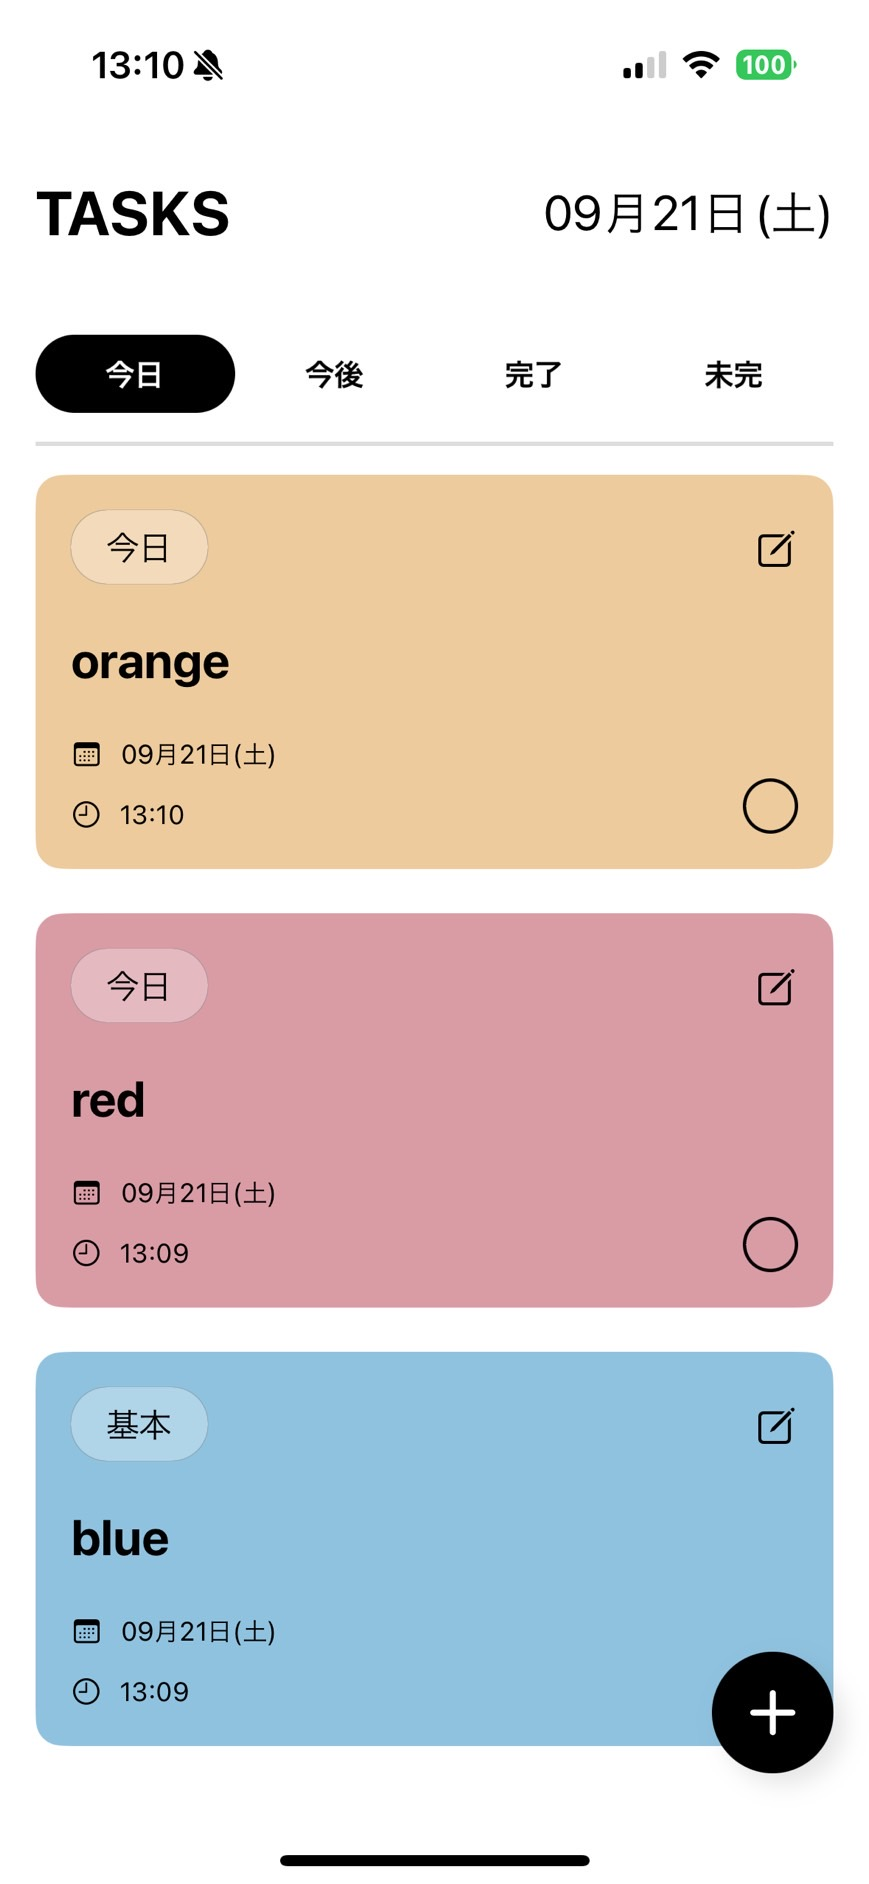 13:10
100
TASKS
09月21日(土)
今日 今後 完了 未完
今日
orange
09月21日(土)
13:10
今日
red
09月21日(土)
13:09
基本
blue
09月21日(土)
13:09